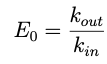 E_0 = \frac{k_{out}}{k_{in}}